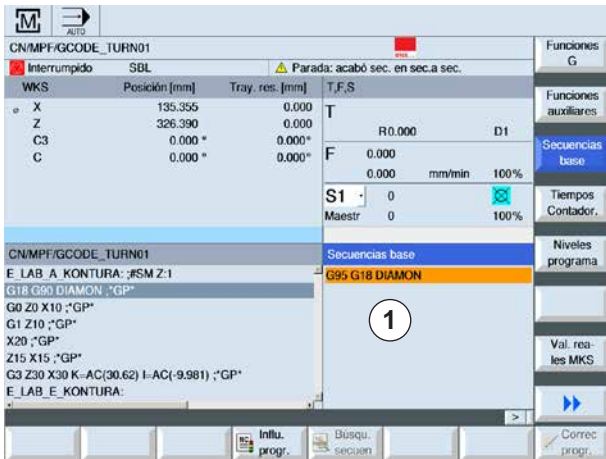 M AUTO
CN/MPF/GCODE_TURN01
Interrumpido SBL Parada: acabó sec. en sec.a sec.
WKS Posición [mm] Tray. res. [mm] T,F,S
X 135.355 0.000
Z 326.390 0.000
C3 0.000 ° 0.000°
C 0.000 ° 0.000°
T
R0.000 D1
F 0.000
0.000 mm/min 100%
S1 0
Maestr 0 100%
CN/MPF/GCODE_TURN01
E_LAB_A_KONTURA: ;#SM Z:1
G18 G90 DIAMON ;*GP*
G0 Z0 X10 ;*GP*
G1 Z10 ;*GP*
X20 ;*GP*
Z15 X15 ;*GP*
G3 Z30 X30 K=AC(30.62) I=AC(-9.981) ;*GP*
E_LAB_E_KONTURA:
Secuencias base
G95 G18 DIAMON
1
Funciones
G
Funciones
auxiliares
Secuencias
base
Tiempos
Contador.
Niveles
programa
Val. rea-
les MKS
>
NC Influ.
progr.
Búsqu.
secuen
Correc
progr.